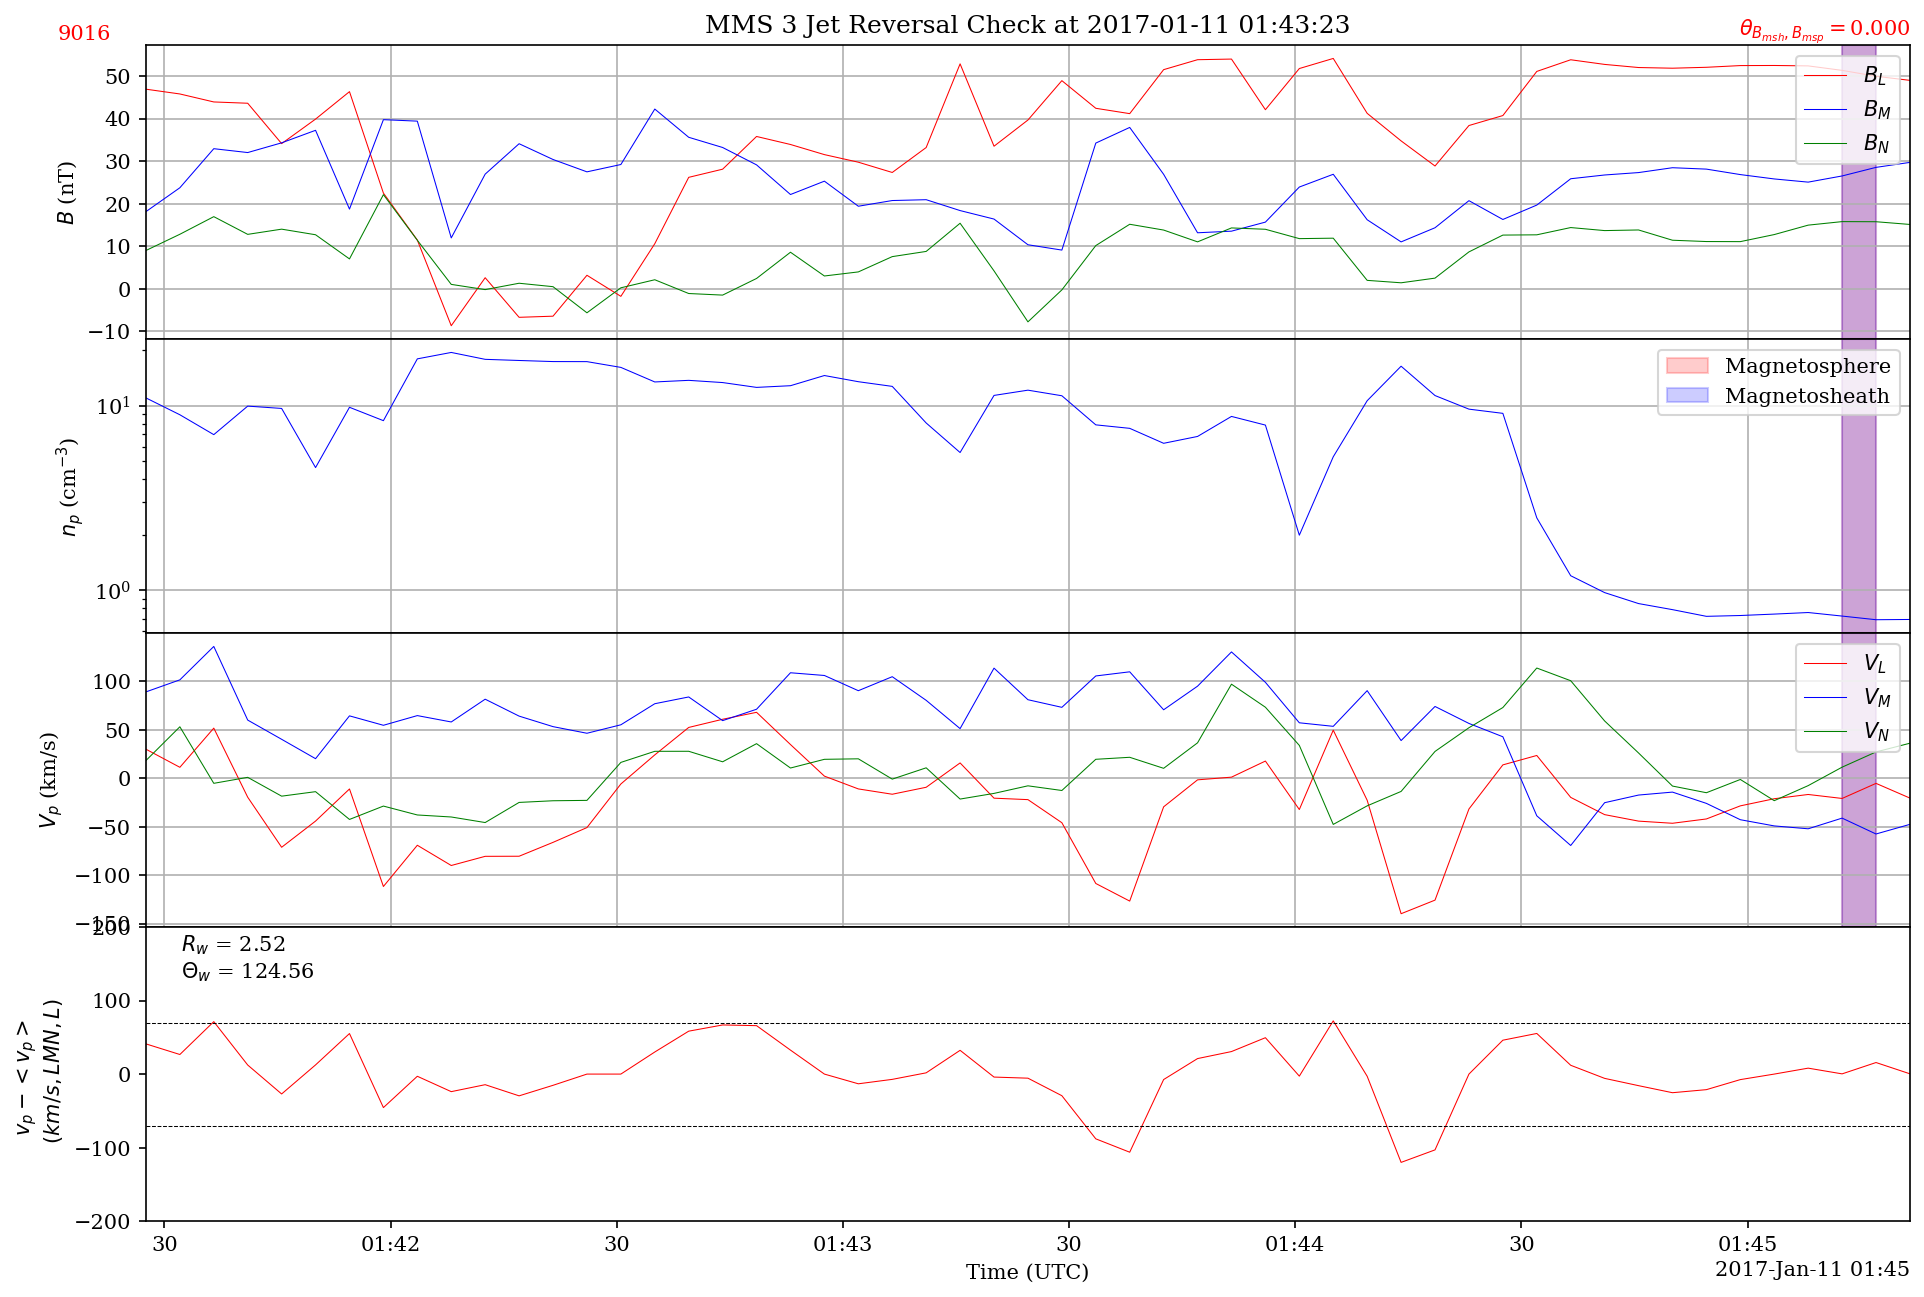 MMS 3 Jet Reversal Check at 2017-01-11 01:43:23
9016
θ_{B_{msh}, B_{msp}} = 0.000
50
40
30
20
10
0
−10
B (nT)
B_L
B_M
B_N
10¹
10⁰
n_p (cm⁻³)
Magnetosphere
Magnetosheath
100
50
0
−50
−100
−150
V_p (km/s)
V_L
V_M
V_N
200
100
0
−100
−200
v_p − < v_p >
(km/s, LMN, L)
R_w = 2.52
Θ_w = 124.56
30 01:42 30 01:43 30 01:44 30 01:45
Time (UTC)
2017-Jan-11 01:45